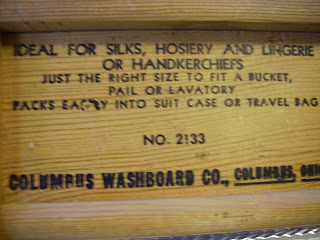 IDEAL FOR SILKS, HOSIERY AND LINGERIE
OR HANDKERCHIEFS
JUST THE RIGHT SIZE TO FIT A BUCKET,
PAIL OR LAVATORY
PACKS EASILY INTO SUIT CASE OR TRAVEL BAG
NO. 2133
COLUMBUS WASHBOARD CO., COLUMBUS, OHIO